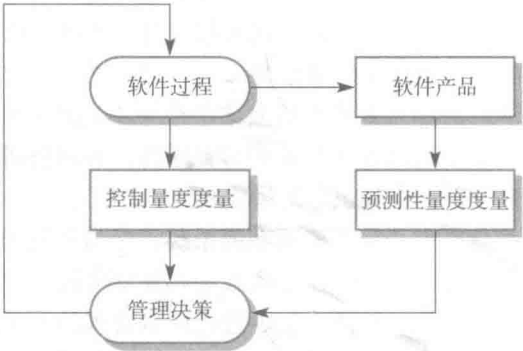 软件过程
软件产品
控制量度度量
预测性量度度量
管理决策